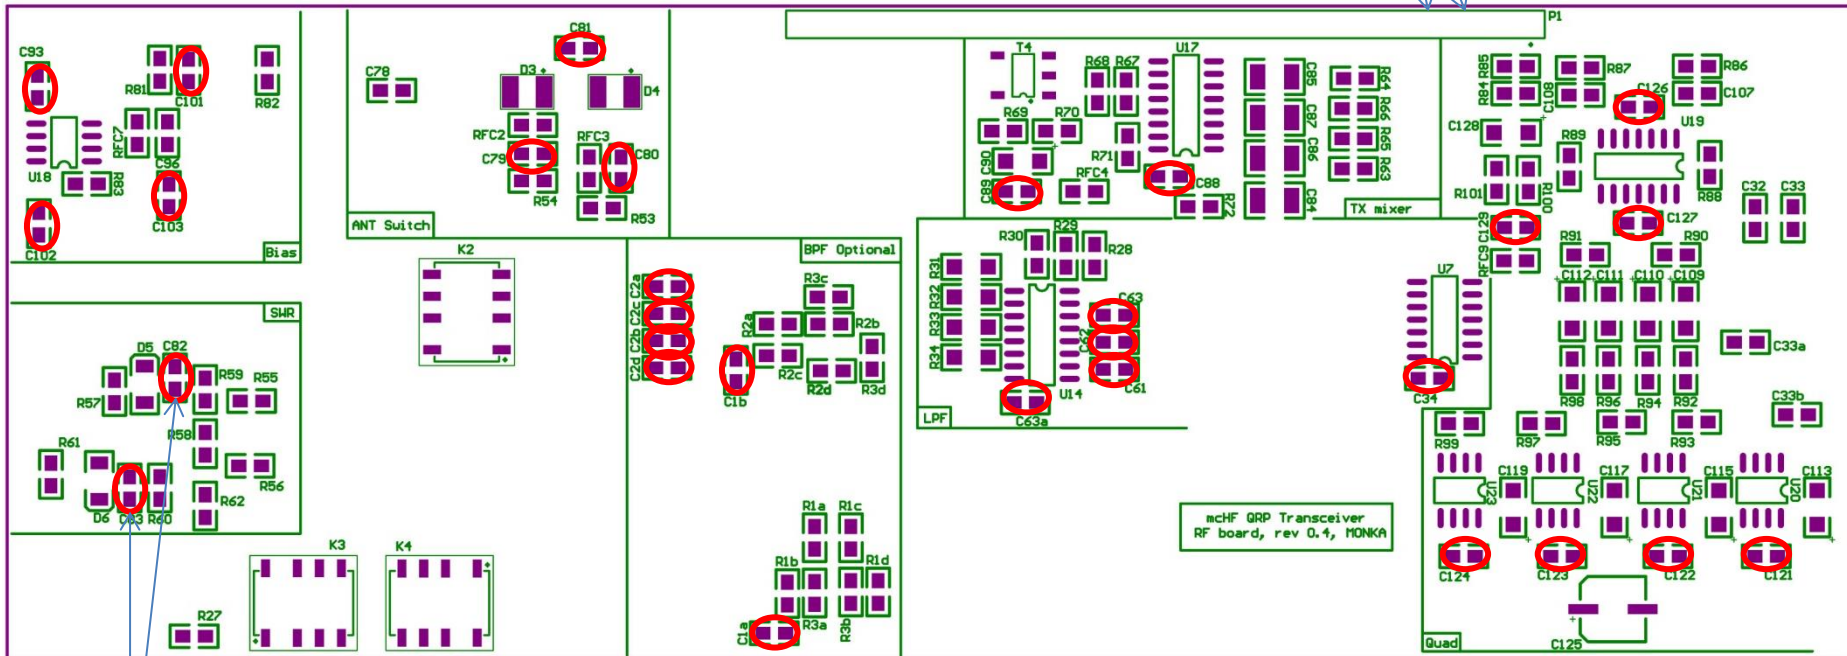 C93
R81
C101
R82
U18
RFC7
C96
R83
C103
C102
Bias
C78
C81
D3
D4
RFC2
RFC3
C79
C80
R54
R53
ANT Switch
K2
SWR
D5
C82
R59
R55
R57
R58
R61
R56
R62
D6
C83
R60
K3
K4
R27
BPF Optional
C2a
C2c
C2b
C2d
C1b
R3c
R2a
R2b
R2c
R2d
R3d
R1a
R1c
R1b
R1d
R3a
R3b
C1a
P1
T4
R68
R67
U17
R69
R70
R71
C90
C89
RFC4
C88
R72
C85
C87
C86
C84
R64
R66
R65
R63
TX mixer
R30
R29
R28
R31
R32
R33
R34
C63
C62
C61
U14
C63a
LPF
U7
C34
mcHF QRP Transceiver
RF board, rev 0.4, MONKA
R85
R84
C108
R87
R86
C107
C126
U19
C128
R89
R101
R100
R88
C32
C33
C129
C127
RFC9
R91
R90
C112
C111
C110
C109
C33a
R98
R96
R94
R92
C33b
R99
R97
R95
R93
U23
C119
U22
C117
U21
C115
U20
C113
C124
C123
C122
C121
C125
Quad